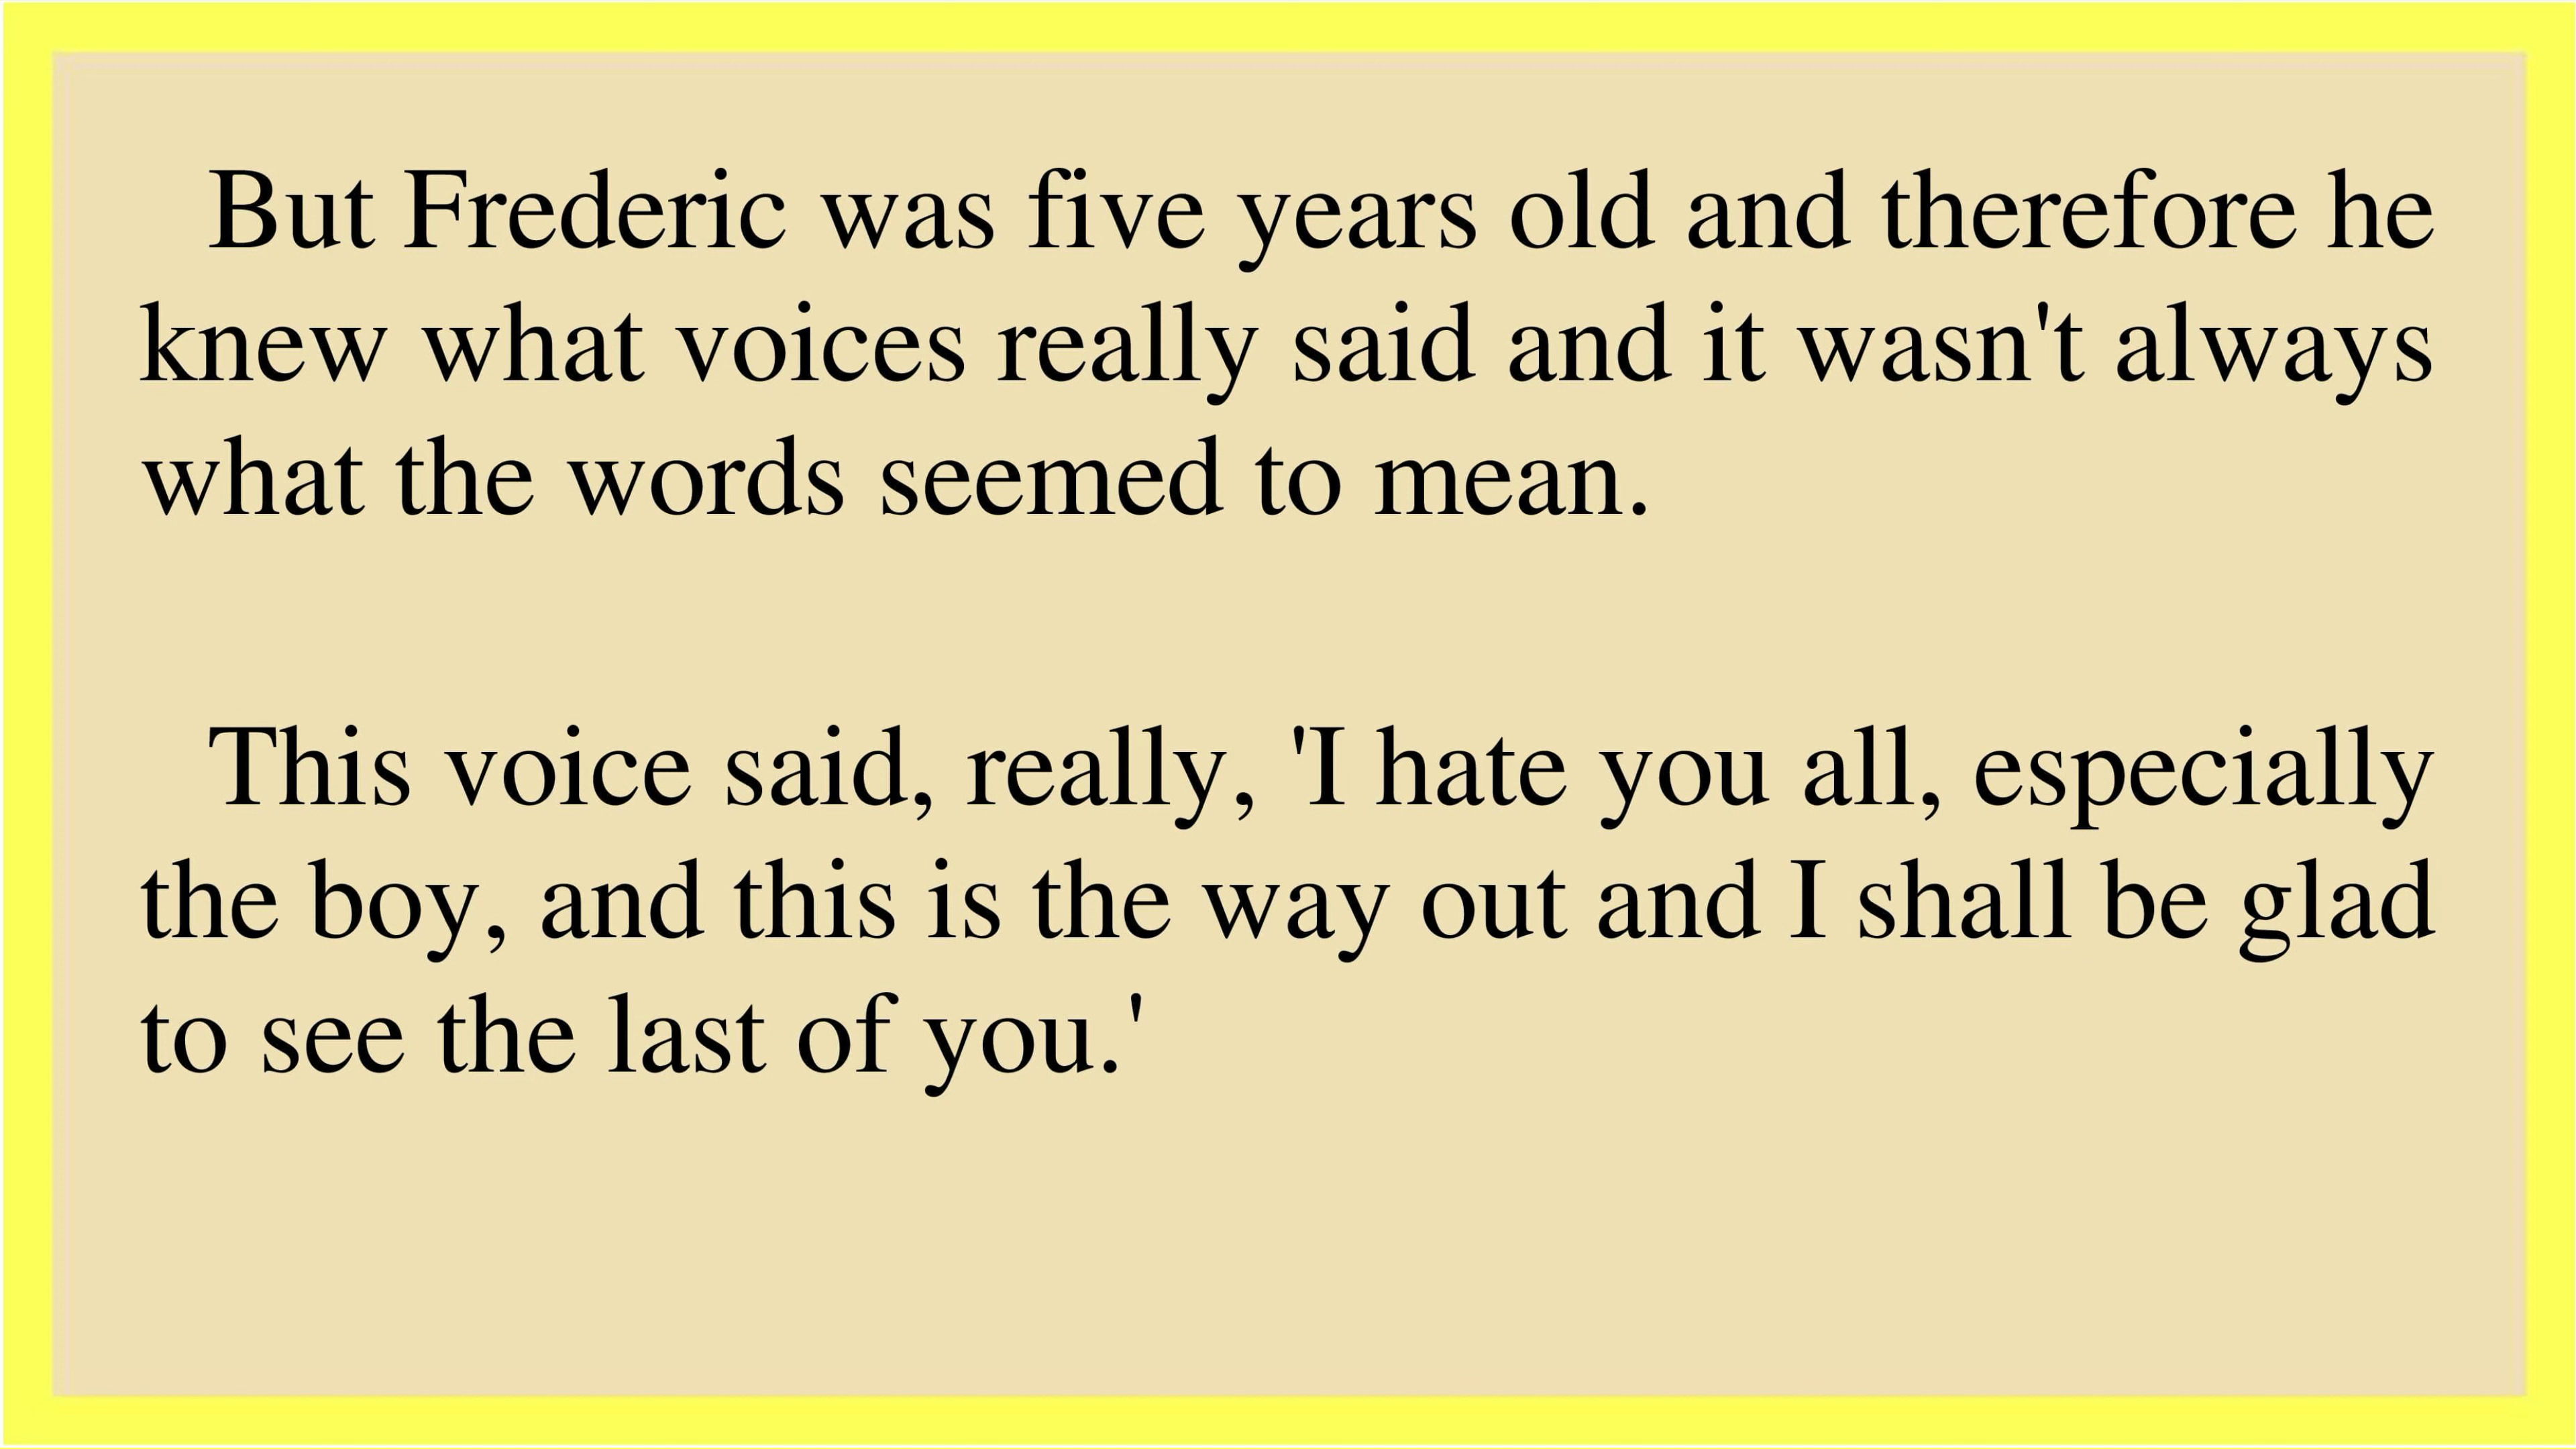 But Frederic was five years old and therefore he
knew what voices really said and it wasn't always
what the words seemed to mean.
This voice said, really, 'I hate you all, especially
the boy, and this is the way out and I shall be glad
to see the last of you.'